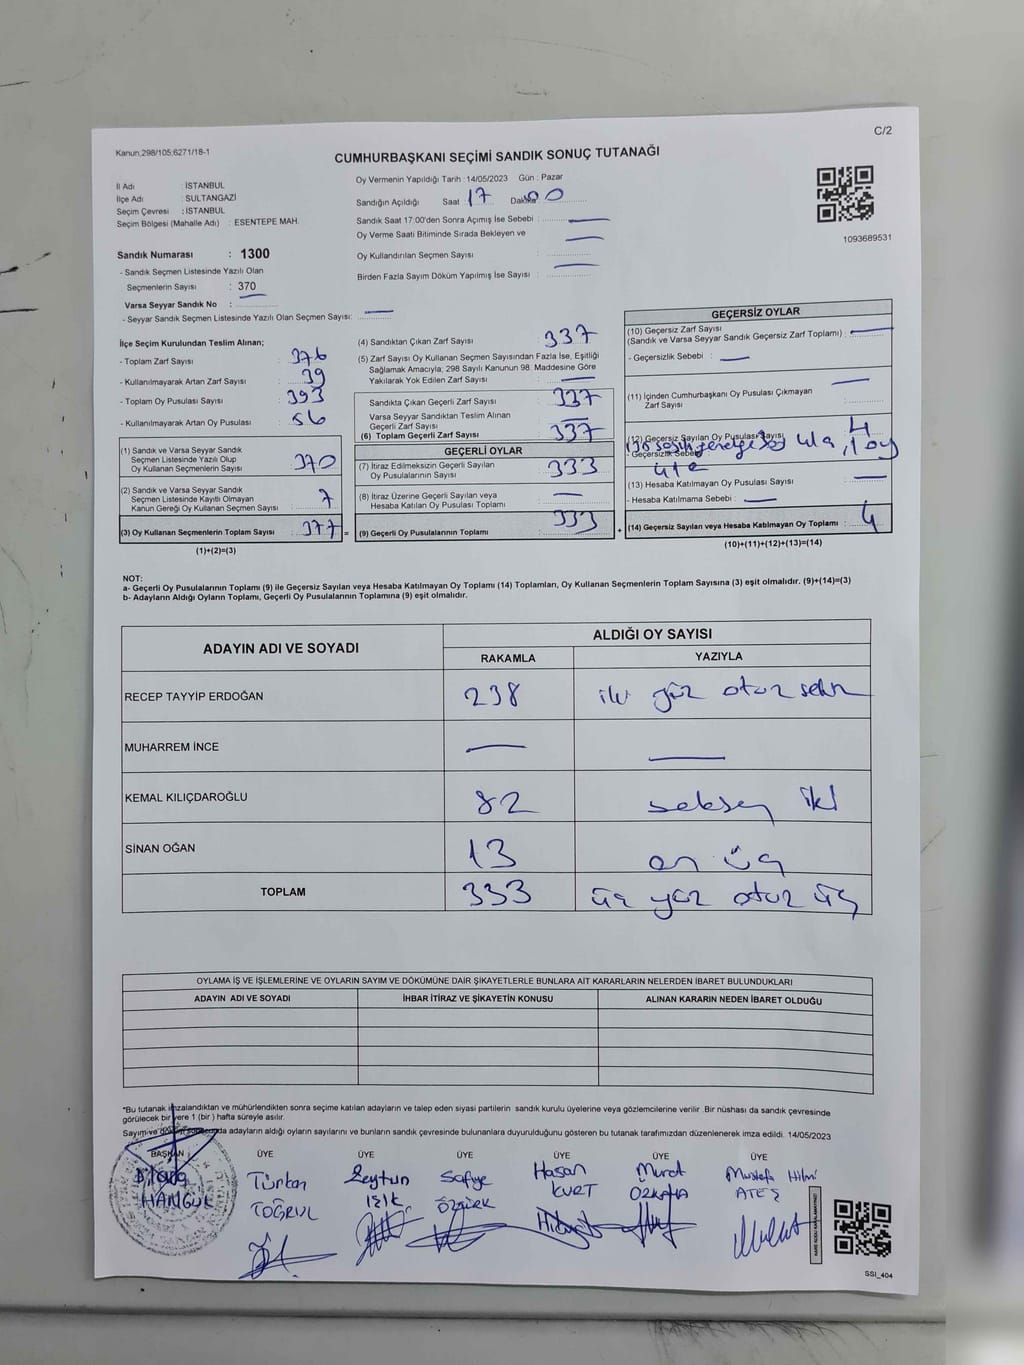 C/2
Kanun,298/105;6271/18-1
CUMHURBAŞKANI SEÇİMİ SANDIK SONUÇ TUTANAĞI
İl Adı : İSTANBUL
İlçe Adı : SULTANGAZİ
Seçim Çevresi : İSTANBUL
Seçim Bölgesi (Mahalle Adı) : ESENTEPE MAH.
Oy Vermenin Yapıldığı Tarih :14/05/2023 Gün : Pazar
Sandığın Açıldığı Saat 17 Dakika 00
Sandık Saat 17:00'den Sonra Açımış İse Sebebi :
Oy Verme Saati Bitiminde Sırada Bekleyen ve
Oy Kullandırılan Seçmen Sayısı :
Birden Fazla Sayım Döküm Yapılmış İse Sayısı :
1093689531
Sandık Numarası : 1300
- Sandık Seçmen Listesinde Yazılı Olan
Seçmenlerin Sayısı : 370
Varsa Seyyar Sandık No :
- Seyyar Sandık Seçmen Listesinde Yazılı Olan Seçmen Sayısı:
İlçe Seçim Kurulundan Teslim Alınan;
- Toplam Zarf Sayısı : 376
- Kullanılmayarak Artan Zarf Sayısı : 39
- Toplam Oy Pusulası Sayısı : 393
- Kullanılmayarak Artan Oy Pusulası : 56
(1) Sandık ve Varsa Seyyar Sandık
Seçmen Listesinde Yazılı Olup
Oy Kullanan Seçmenlerin Sayısı : 370
(2) Sandık ve Varsa Seyyar Sandık
Seçmen Listesinde Kayıtlı Olmayan
Kanun Gereği Oy Kullanan Seçmen Sayısı : 7
(3) Oy Kullanan Seçmenlerin Toplam Sayısı : 377 =
(1)+(2)=(3)
(4) Sandıktan Çıkan Zarf Sayısı : 337
(5) Zarf Sayısı Oy Kullanan Seçmen Sayısından Fazla İse, Eşitliği
Sağlamak Amacıyla; 298 Sayılı Kanunun 98. Maddesine Göre
Yakılarak Yok Edilen Zarf Sayısı :
Sandıkta Çıkan Geçerli Zarf Sayısı : 337
Varsa Seyyar Sandıktan Teslim Alınan
Geçerli Zarf Sayısı :
(6) Toplam Geçerli Zarf Sayısı : 337
GEÇERLİ OYLAR
(7) İtiraz Edilmeksizin Geçerli Sayılan
Oy Pusulalarının Sayısı : 333
(8) İtiraz Üzerine Geçerli Sayılan veya
Hesaba Katılan Oy Pusulası Toplamı :
(9) Geçerli Oy Pusulalarının Toplamı : 333 +
GEÇERSİZ OYLAR
(10) Geçersiz Zarf Sayısı
(Sandık ve Varsa Seyyar Sandık Geçersiz Zarf Toplamı) :
- Geçersizlik Sebebi :
(11) İçinden Cumhurbaşkanı Oy Pusulası Çıkmayan
Zarf Sayısı :
(12) Geçersiz Sayılan Oy Pusulası Sayısı : 4
- Geçersizlik Sebebi 1 oy
(13) Hesaba Katılmayan Oy Pusulası Sayısı :
- Hesaba Katılmama Sebebi :
(14) Geçersiz Sayılan veya Hesaba Katılmayan Oy Toplamı : 4
(10)+(11)+(12)+(13)=(14)
NOT:
a- Geçerli Oy Pusulalarının Toplamı (9) ile Geçersiz Sayılan veya Hesaba Katılmayan Oy Toplamı (14) Toplamları, Oy Kullanan Seçmenlerin Toplam Sayısına (3) eşit olmalıdır. (9)+(14)=(3)
b- Adayların Aldığı Oyların Toplamı, Geçerli Oy Pusulalarının Toplamına (9) eşit olmalıdır.
ADAYIN ADI VE SOYADI
ALDIĞI OY SAYISI
RAKAMLA YAZIYLA
RECEP TAYYİP ERDOĞAN 238 iki yüz otuz sekiz
MUHARREM İNCE
KEMAL KILIÇDAROĞLU 82 seksen iki
SİNAN OĞAN 13 on üç
TOPLAM 333 üç yüz otuz üç
OYLAMA İŞ VE İŞLEMLERİNE VE OYLARIN SAYIM VE DÖKÜMÜNE DAİR ŞİKAYETLERLE BUNLARA AİT KARARLARIN NELERDEN İBARET BULUNDUKLARI
ADAYIN ADI VE SOYADI İHBAR İTİRAZ VE ŞİKAYETİN KONUSU ALINAN KARARIN NEDEN İBARET OLDUĞU
*Bu tutanak imzalandıktan ve mühürlendikten sonra seçime katılan adayların ve talep eden siyasi partilerin sandık kurulu üyelerine veya gözlemcilerine verilir .Bir nüshası da sandık çevresinde
görülecek bir yere 1 (bir ) hafta süreyle asılır.
Sayım ve döküm sonucunda adayların aldığı oyların sayılarını ve bunların sandık çevresinde bulunanlara duyurulduğunu gösteren bu tutanak tarafımızdan düzenlenerek imza edildi. 14/05/2023
BAŞKAN ÜYE ÜYE ÜYE ÜYE ÜYE ÜYE
Türkan Zeytun Safiye Hasan Murat Mustafa Hilmi
HANGÜL TOĞRUL IŞIK ÖZGÜREK KURT ÖZKAYA ATEŞ
SSI_404